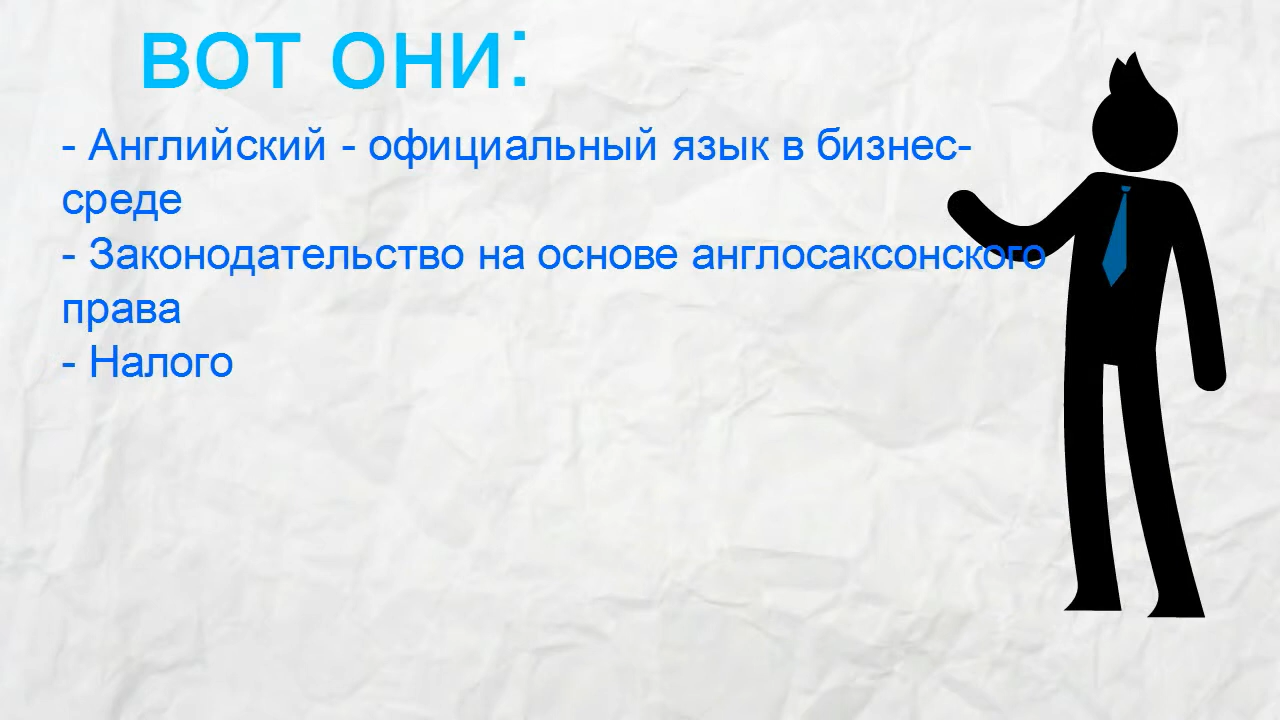 вот они:
- Английский - официальный язык в бизнес-
среде
- Законодательство на основе англосаксонского
права
- Налого